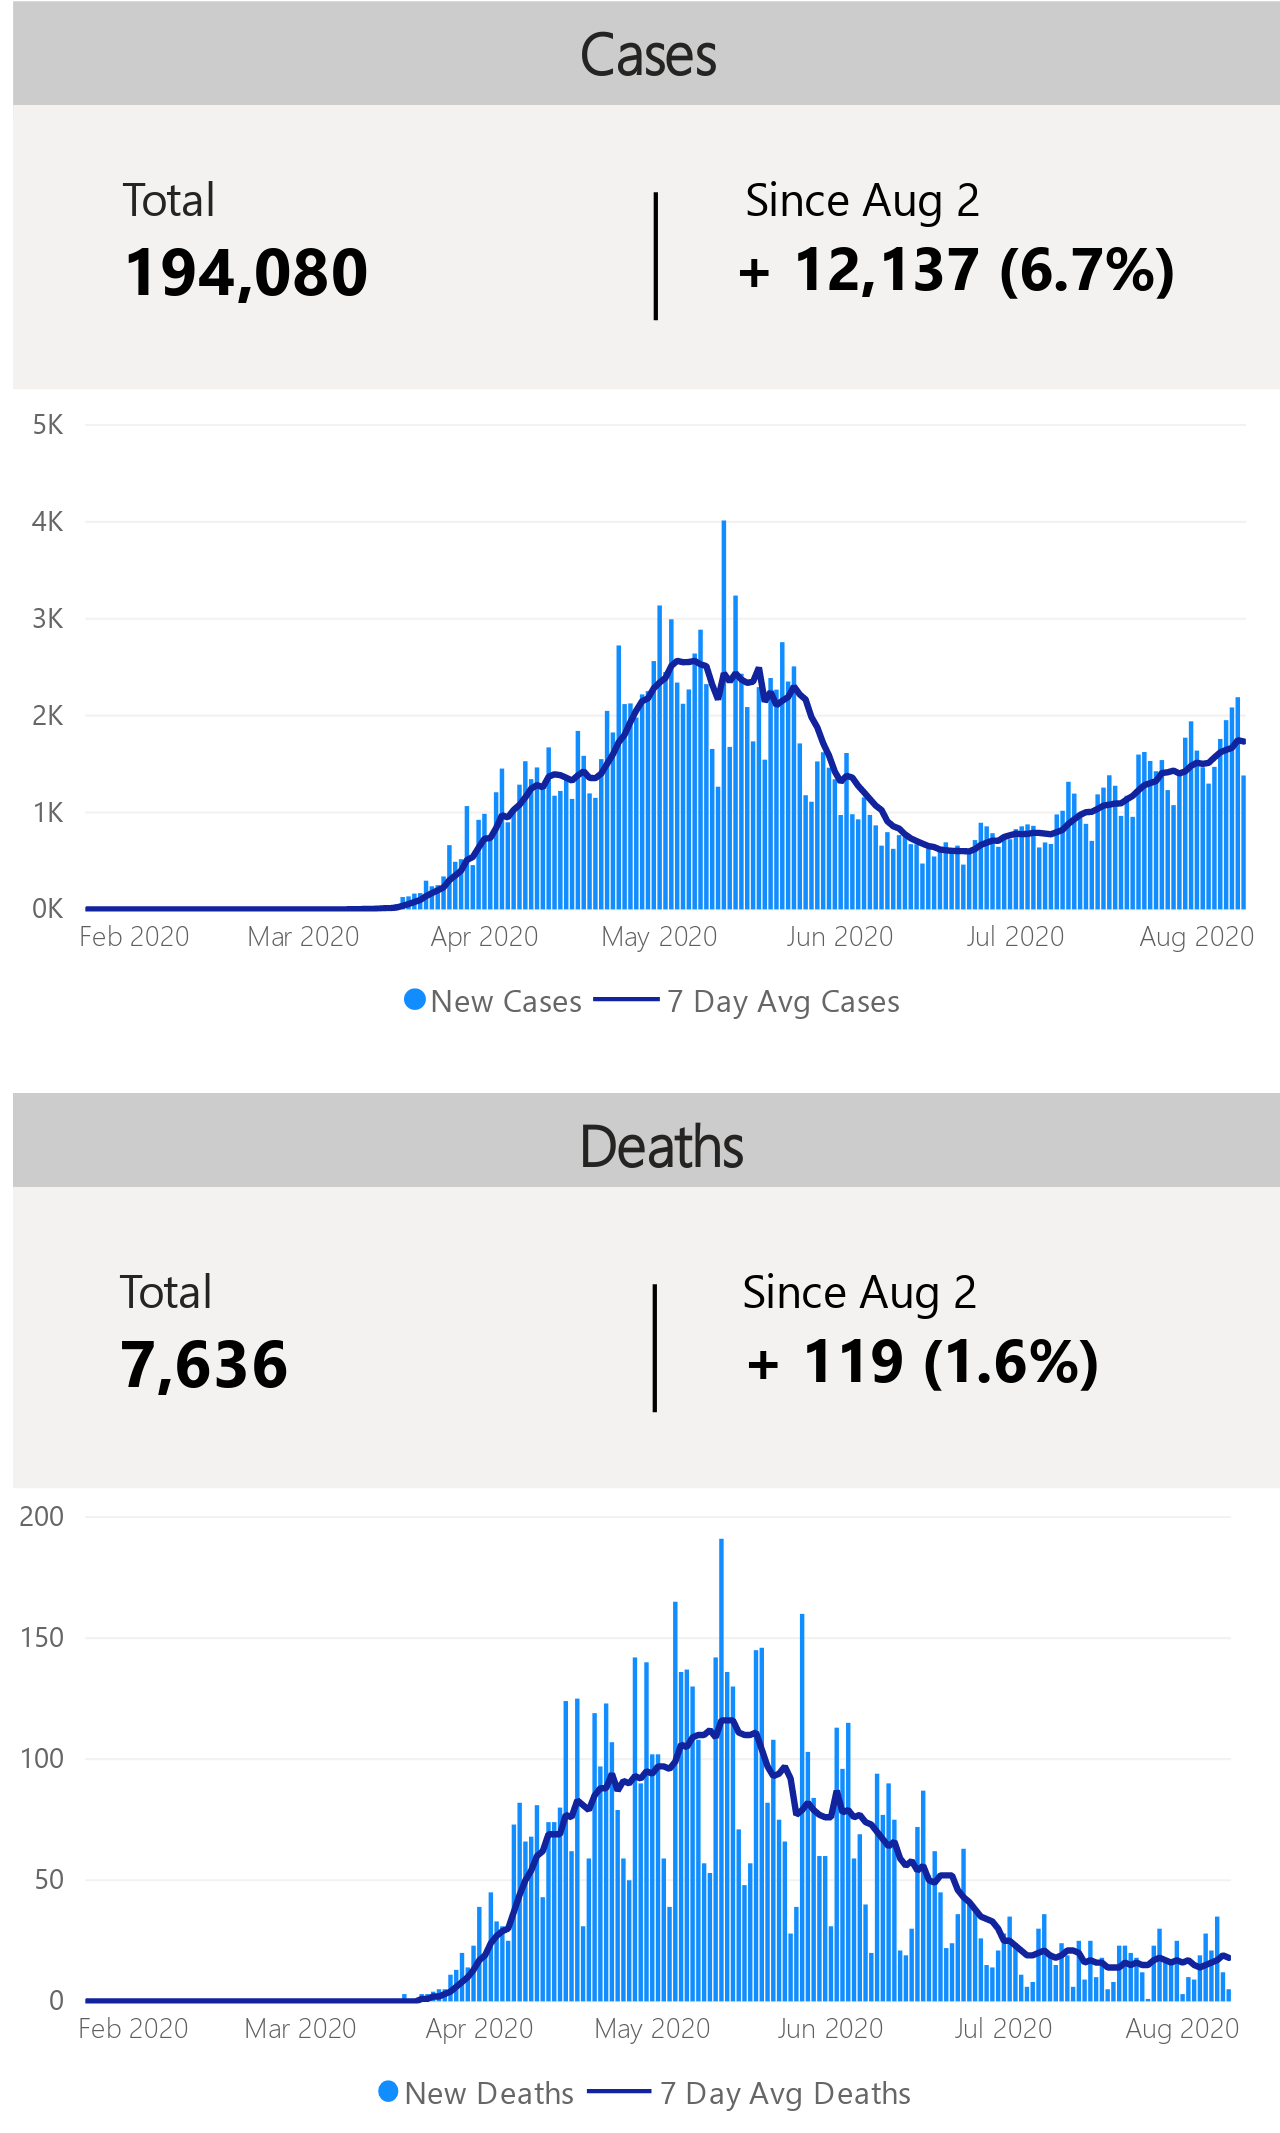 Cases
Total
Since Aug 2
194,080
+ 12,137 (6.7%)
5K
4K
3K
2K
1K
0K
Feb 2020 Mar 2020 Apr 2020 May 2020 Jun 2020 Jul 2020 Aug 2020
New Cases 7 Day Avg Cases
Deaths
Total
Since Aug 2
7,636
+ 119 (1.6%)
200
150
100
50
0
Feb 2020 Mar 2020 Apr 2020 May 2020 Jun 2020 Jul 2020 Aug 2020
New Deaths 7 Day Avg Deaths